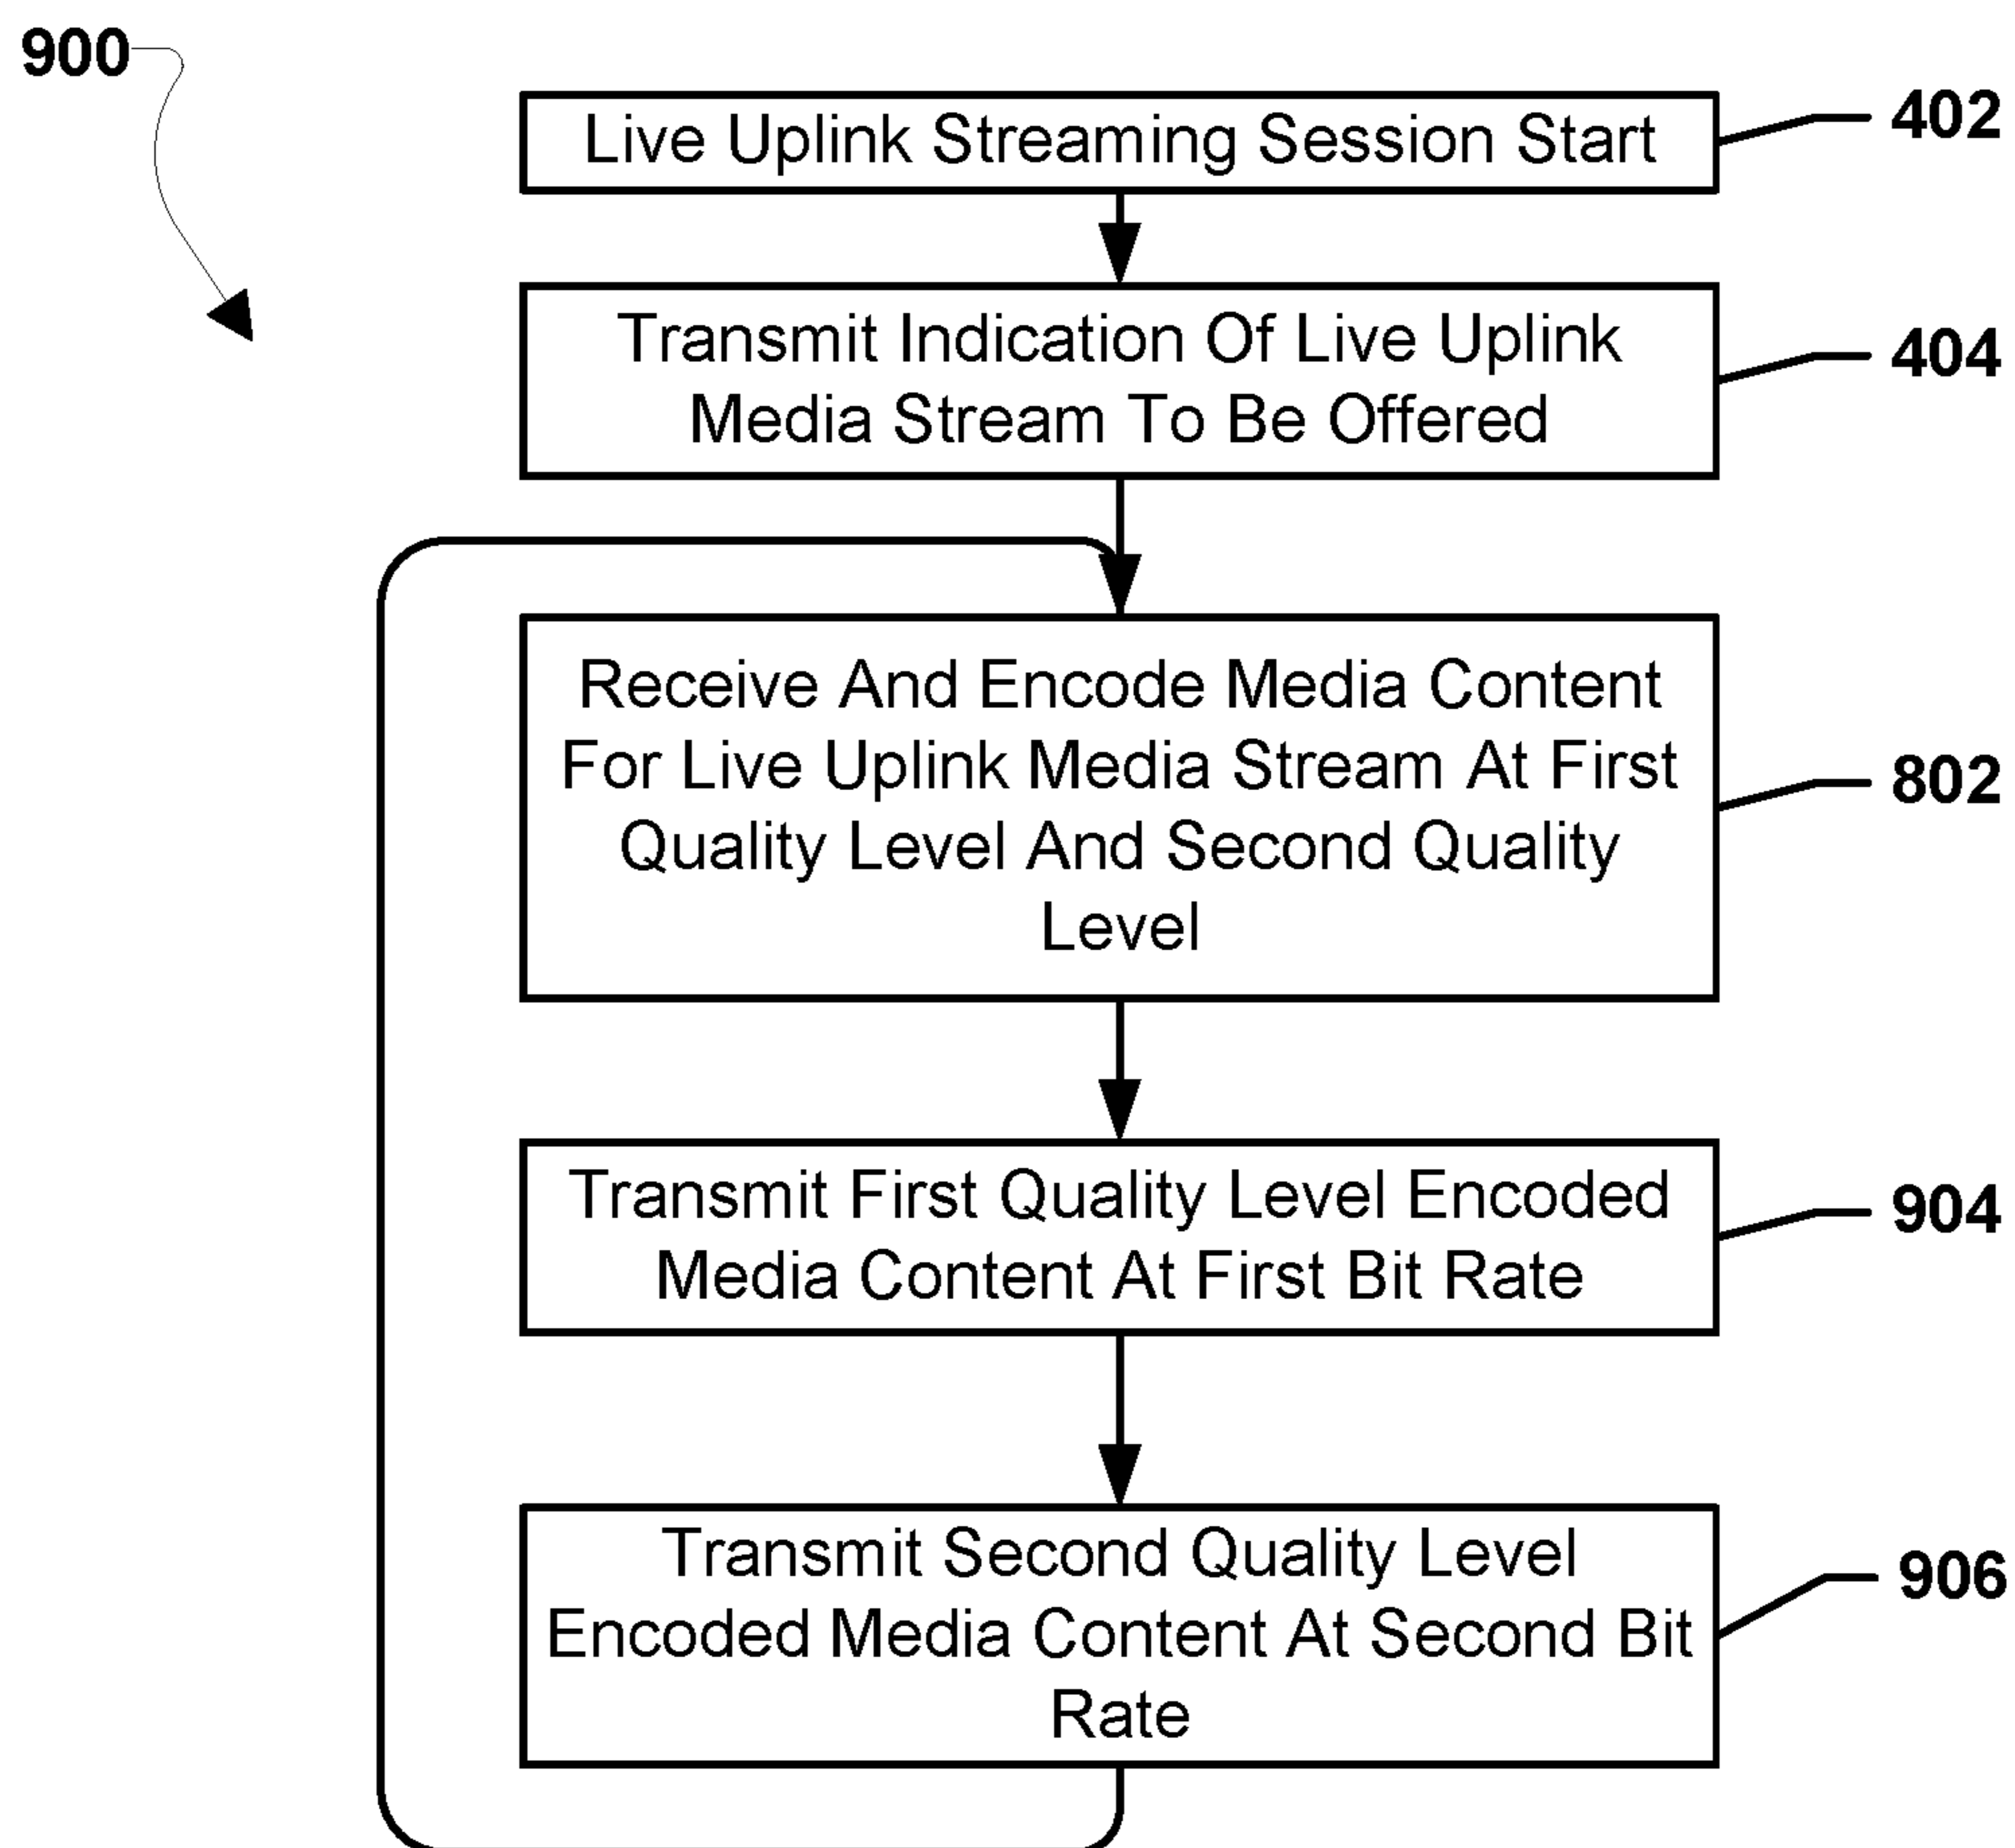 900
Live Uplink Streaming Session Start
402
Transmit Indication Of Live Uplink
Media Stream To Be Offered
404
Receive And Encode Media Content
For Live Uplink Media Stream At First
Quality Level And Second Quality
Level
802
Transmit First Quality Level Encoded
Media Content At First Bit Rate
904
Transmit Second Quality Level
Encoded Media Content At Second Bit
Rate
906